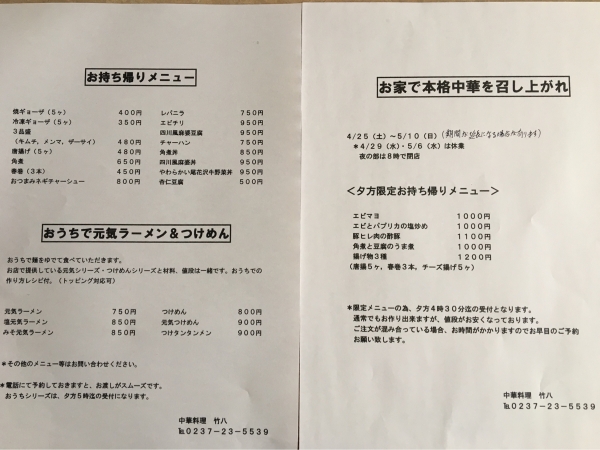 お持ち帰りメニュー
焼ギョーザ（5ヶ） 400円 レバニラ 750円
冷凍ギョーザ（5ヶ） 350円 エビチリ 950円
3品盛 四川風麻婆豆腐 950円
（キムチ、メンマ、ザーサイ） 480円 チャーハン 750円
唐揚げ（5ヶ） 480円 角煮丼 850円
角煮 650円 四川風麻婆丼 950円
春巻（3本） 450円 やわらかい尾花沢牛野菜丼 950円
おつまみネギチャーシュー 800円 杏仁豆腐 500円
おうちで元気ラーメン＆つけめん
おうちで麺をゆでて食べていただきます。
お店で提供している元気シリーズ・つけめんシリーズと材料、値段は一緒です。おうちでの
作り方レシピ付。（トッピング対応可）
元気ラーメン 750円 つけめん 800円
塩元気ラーメン 850円 元気つけめん 900円
みそ元気ラーメン 850円 つけタンタンメン 900円
＊その他のメニュー等はお問い合わせください。
＊電話にて予約しておきますと、お渡しがスムーズです。
おうちシリーズは、夕方5時迄の受付になります。
中華料理 竹八
℡0237-23-5539
お家で本格中華を召し上がれ
4/25（土）～5/10（日）（期間が延長になる場合が有ります）
＊4/29（水）・5/6（水）は休業
夜の部は8時で閉店
＜夕方限定お持ち帰りメニュー＞
エビマヨ 1000円
エビとパプリカの塩炒め 1000円
豚ヒレ肉の酢豚 1100円
角煮と豆腐のうま煮 1000円
揚げ物3種 1200円
（唐揚5ヶ，春巻3本，チーズ揚げ5ヶ）
＊限定メニューの為、夕方4時30分迄の受付となります。
通常でもお作り出来ますが、値段がお安くなっております。
ご注文が混み合っている場合、お時間がかかりますのでお早目のご予約
お願い致します。
中華料理 竹八
℡0237-23-5539